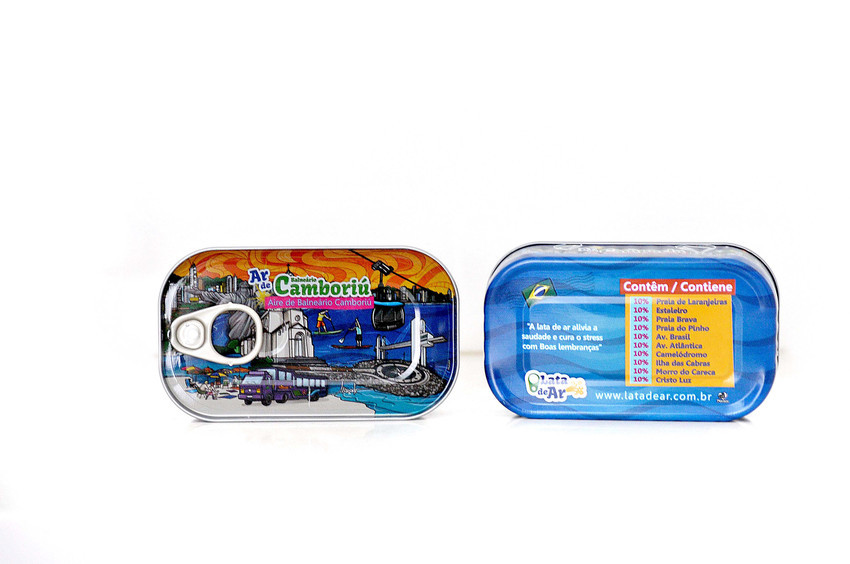 Ar de
Balneário
Camboriú
Aire de Balneário Camboriú
Contêm / Contiene
10% Praia de Laranjeiras
10% Estaleiro
10% Praia Brava
10% Praia do Pinho
10% Av. Brasil
10% Av. Atlântica
10% Camelódromo
10% Ilha das Cabras
10% Morro do Careca
10% Cristo Luz
"A lata de ar alivia a
saudade e cura o stress
com Boas lembranças"
Lata
de Ar
www.latadear.com.br